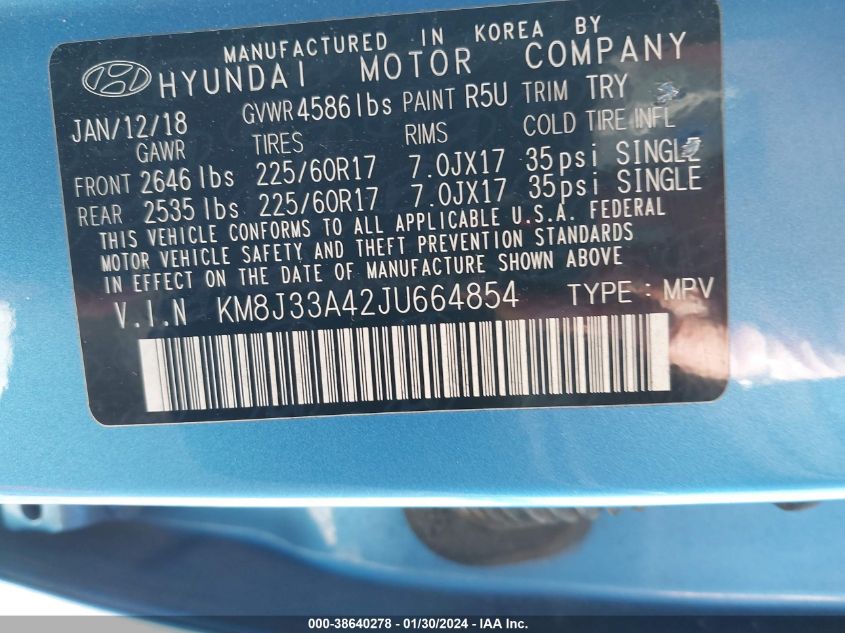 MANUFACTURED IN KOREA BY
HYUNDAI MOTOR COMPANY
JAN/12/18 GVWR 4586 lbs PAINT R5U TRIM TRY
GAWR TIRES RIMS COLD TIRE INFL
FRONT 2646 lbs 225/60R17 7.0JX17 35psi SINGLE
REAR 2535 lbs 225/60R17 7.0JX17 35psi SINGLE
THIS VEHICLE CONFORMS TO ALL APPLICABLE U.S.A. FEDERAL
MOTOR VEHICLE SAFETY AND THEFT PREVENTION STANDARDS
IN EFFECT ON THE DATE OF MANUFACTURE SHOWN ABOVE
V.I.N KM8J33A42JU664854 TYPE : MPV
000-38640278 - 01/30/2024 - IAA Inc.